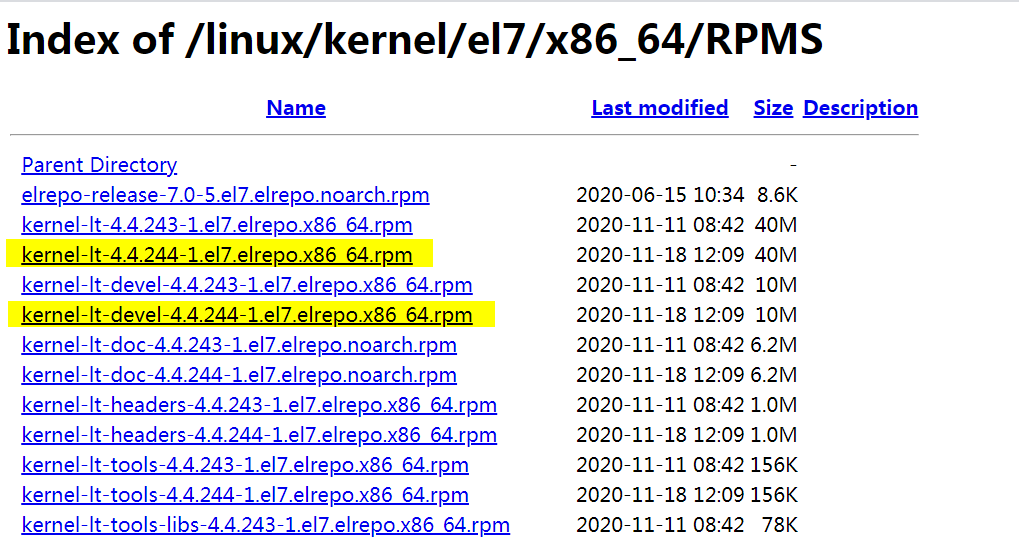 Index of /linux/kernel/el7/x86_64/RPMS
Name Last modified Size Description
Parent Directory -
elrepo-release-7.0-5.el7.elrepo.noarch.rpm 2020-06-15 10:34 8.6K
kernel-lt-4.4.243-1.el7.elrepo.x86_64.rpm 2020-11-11 08:42 40M
kernel-lt-4.4.244-1.el7.elrepo.x86_64.rpm 2020-11-18 12:09 40M
kernel-lt-devel-4.4.243-1.el7.elrepo.x86_64.rpm 2020-11-11 08:42 10M
kernel-lt-devel-4.4.244-1.el7.elrepo.x86_64.rpm 2020-11-18 12:09 10M
kernel-lt-doc-4.4.243-1.el7.elrepo.noarch.rpm 2020-11-11 08:42 6.2M
kernel-lt-doc-4.4.244-1.el7.elrepo.noarch.rpm 2020-11-18 12:09 6.2M
kernel-lt-headers-4.4.243-1.el7.elrepo.x86_64.rpm 2020-11-11 08:42 1.0M
kernel-lt-headers-4.4.244-1.el7.elrepo.x86_64.rpm 2020-11-18 12:09 1.0M
kernel-lt-tools-4.4.243-1.el7.elrepo.x86_64.rpm 2020-11-11 08:42 156K
kernel-lt-tools-4.4.244-1.el7.elrepo.x86_64.rpm 2020-11-18 12:09 156K
kernel-lt-tools-libs-4.4.243-1.el7.elrepo.x86_64.rpm 2020-11-11 08:42 78K